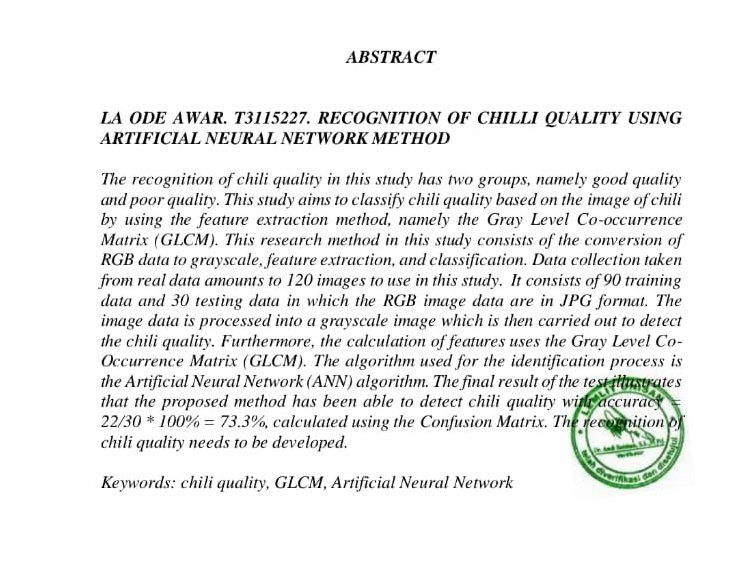 ABSTRACT
LA ODE AWAR. T3115227. RECOGNITION OF CHILLI QUALITY USING
ARTIFICIAL NEURAL NETWORK METHOD
The recognition of chili quality in this study has two groups, namely good quality
and poor quality. This study aims to classify chili quality based on the image of chili
by using the feature extraction method, namely the Gray Level Co-occurrence
Matrix (GLCM). This research method in this study consists of the conversion of
RGB data to grayscale, feature extraction, and classification. Data collection taken
from real data amounts to 120 images to use in this study. It consists of 90 training
data and 30 testing data in which the RGB image data are in JPG format. The
image data is processed into a grayscale image which is then carried out to detect
the chili quality. Furthermore, the calculation of features uses the Gray Level Co-
Occurrence Matrix (GLCM). The algorithm used for the identification process is
the Artificial Neural Network (ANN) algorithm. The final result of the test illustrates
that the proposed method has been able to detect chili quality with accuracy =
22/30 * 100% = 73.3%, calculated using the Confusion Matrix. The recognition of
chili quality needs to be developed.
Keywords: chili quality, GLCM, Artificial Neural Network
telah diverifikasi dan disetujui